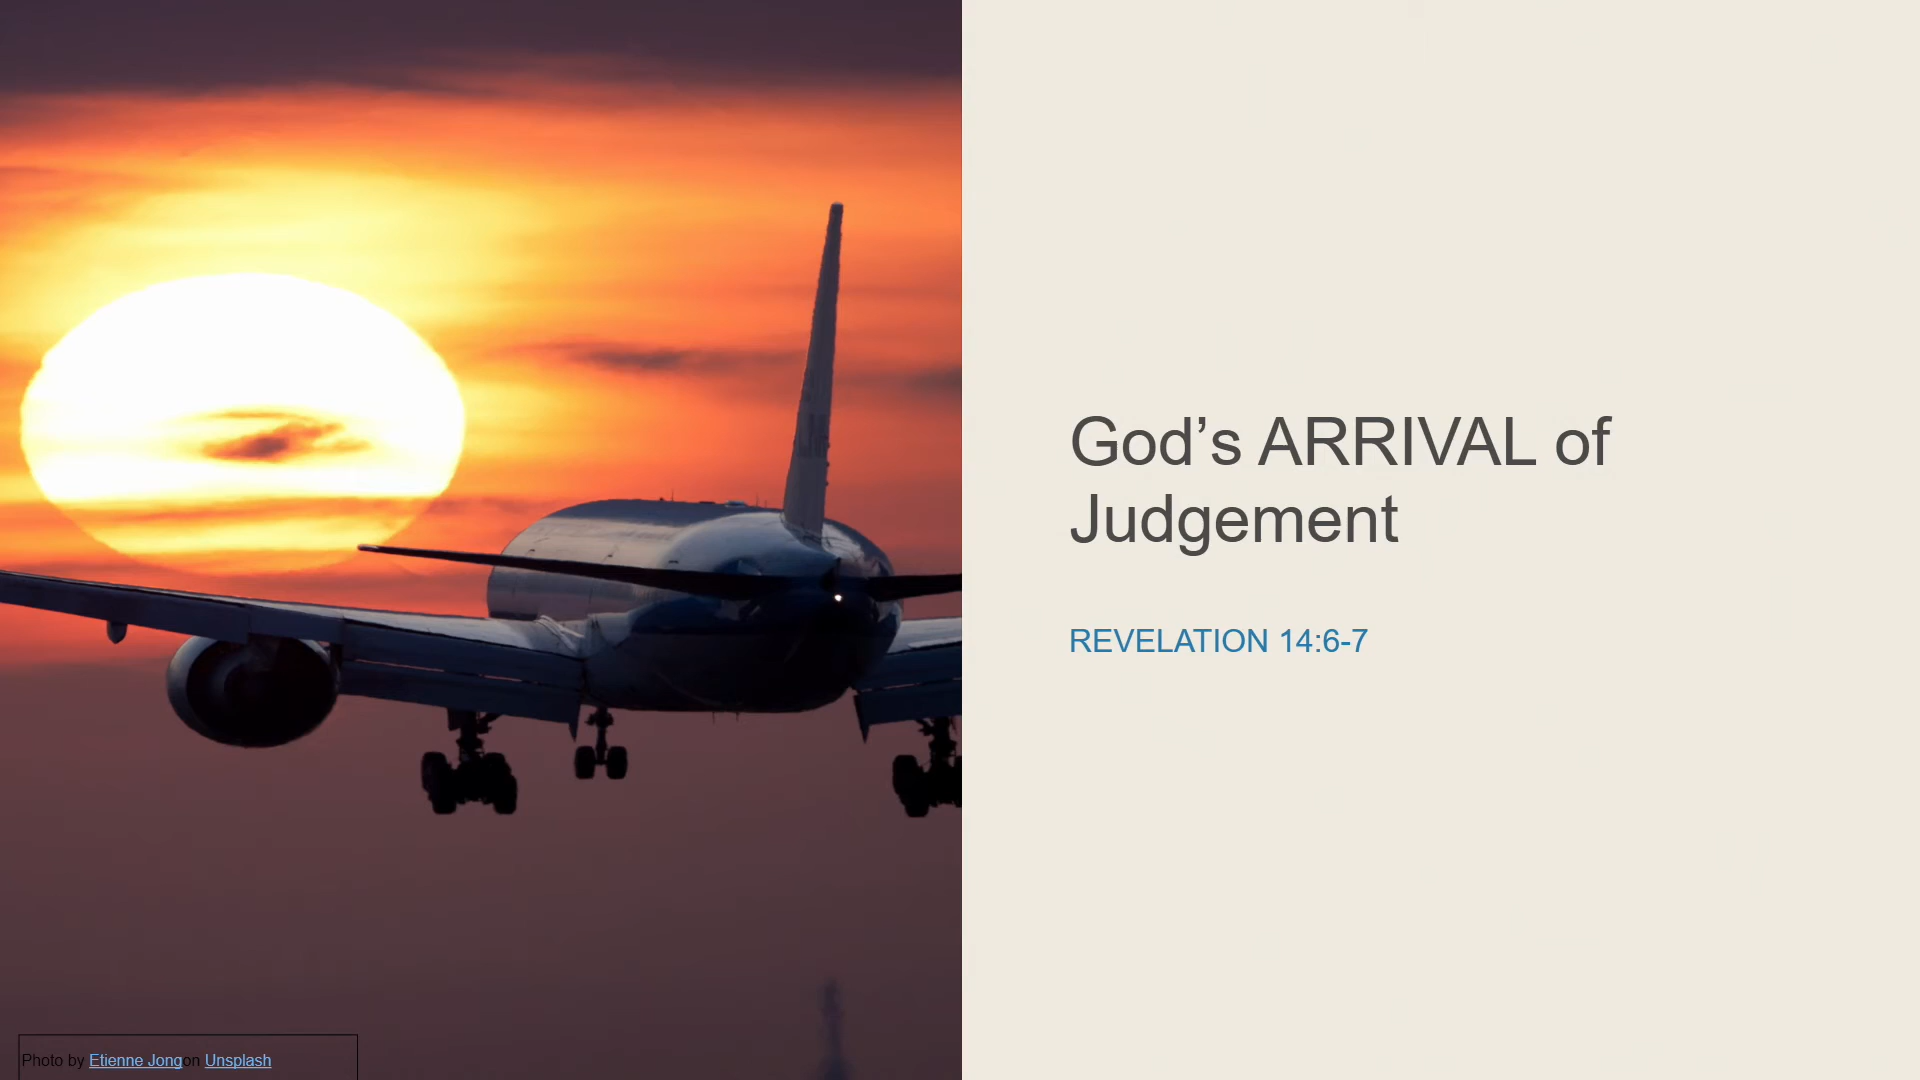 God’s ARRIVAL of
Judgement
REVELATION 14:6-7
Photo by Etienne Jongon Unsplash